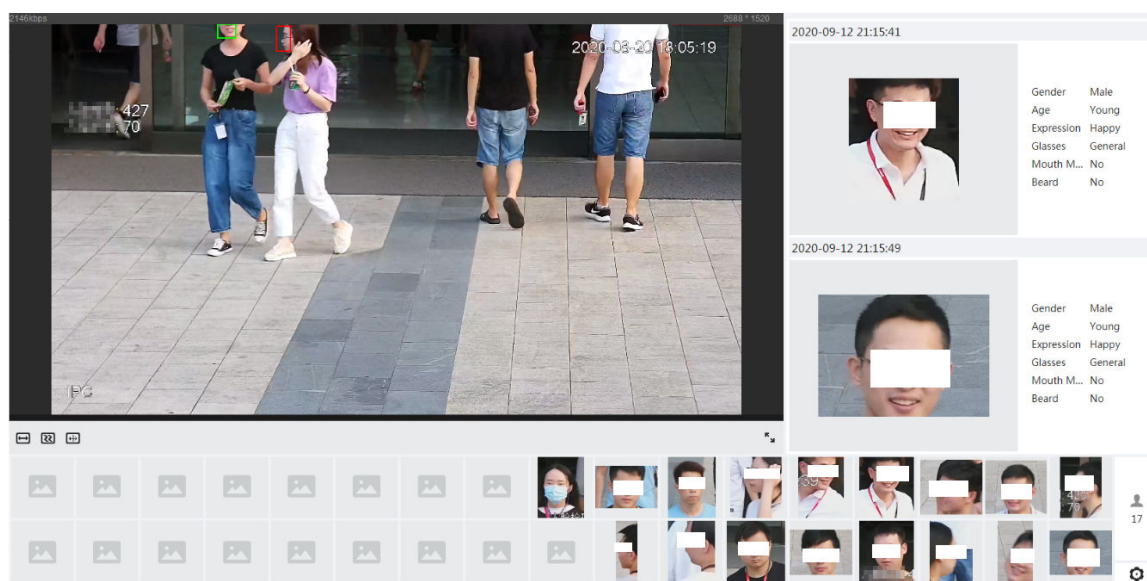 2146kbps
2688 * 1520
2020-08-20 18:05:19
427
70
IPC
2020-09-12 21:15:41
Gender Male
Age Young
Expression Happy
Glasses General
Mouth M... No
Beard No
2020-09-12 21:15:49
Gender Male
Age Young
Expression Happy
Glasses General
Mouth M... No
Beard No
17